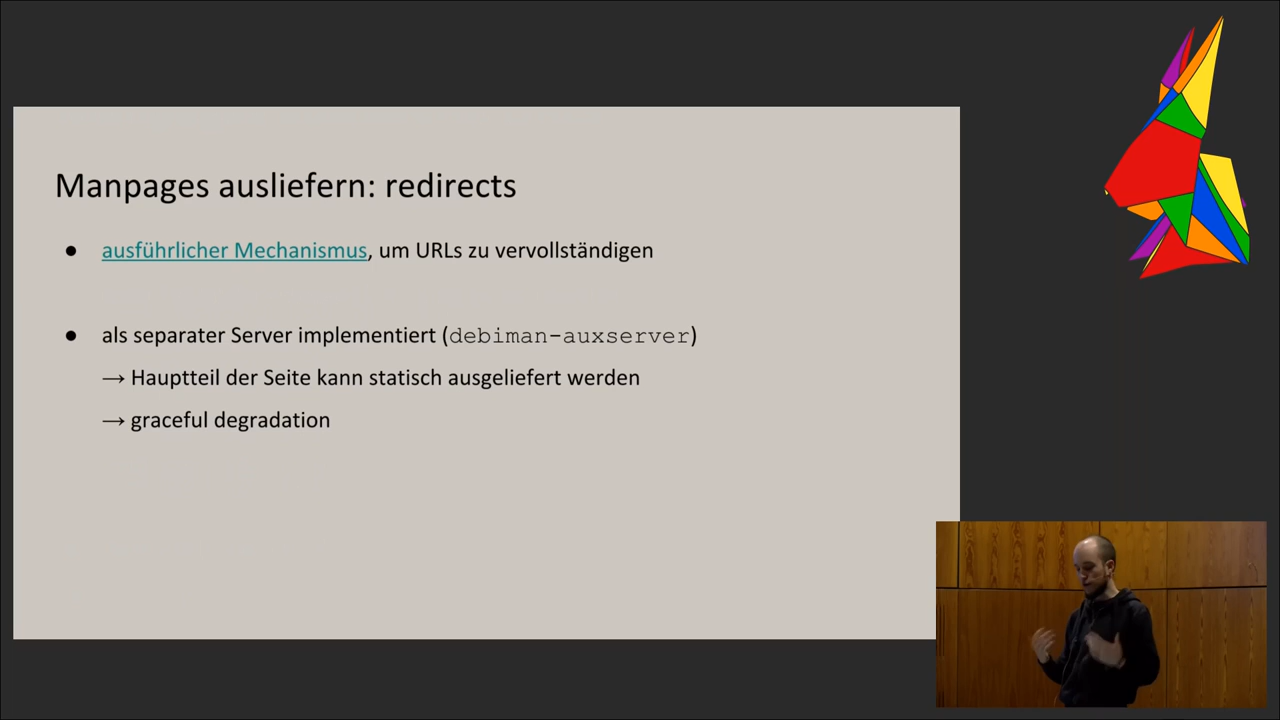 Manpages ausliefern: redirects
● ausführlicher Mechanismus, um URLs zu vervollständigen
● als separater Server implementiert (debiman-auxserver)
→ Hauptteil der Seite kann statisch ausgeliefert werden
→ graceful degradation